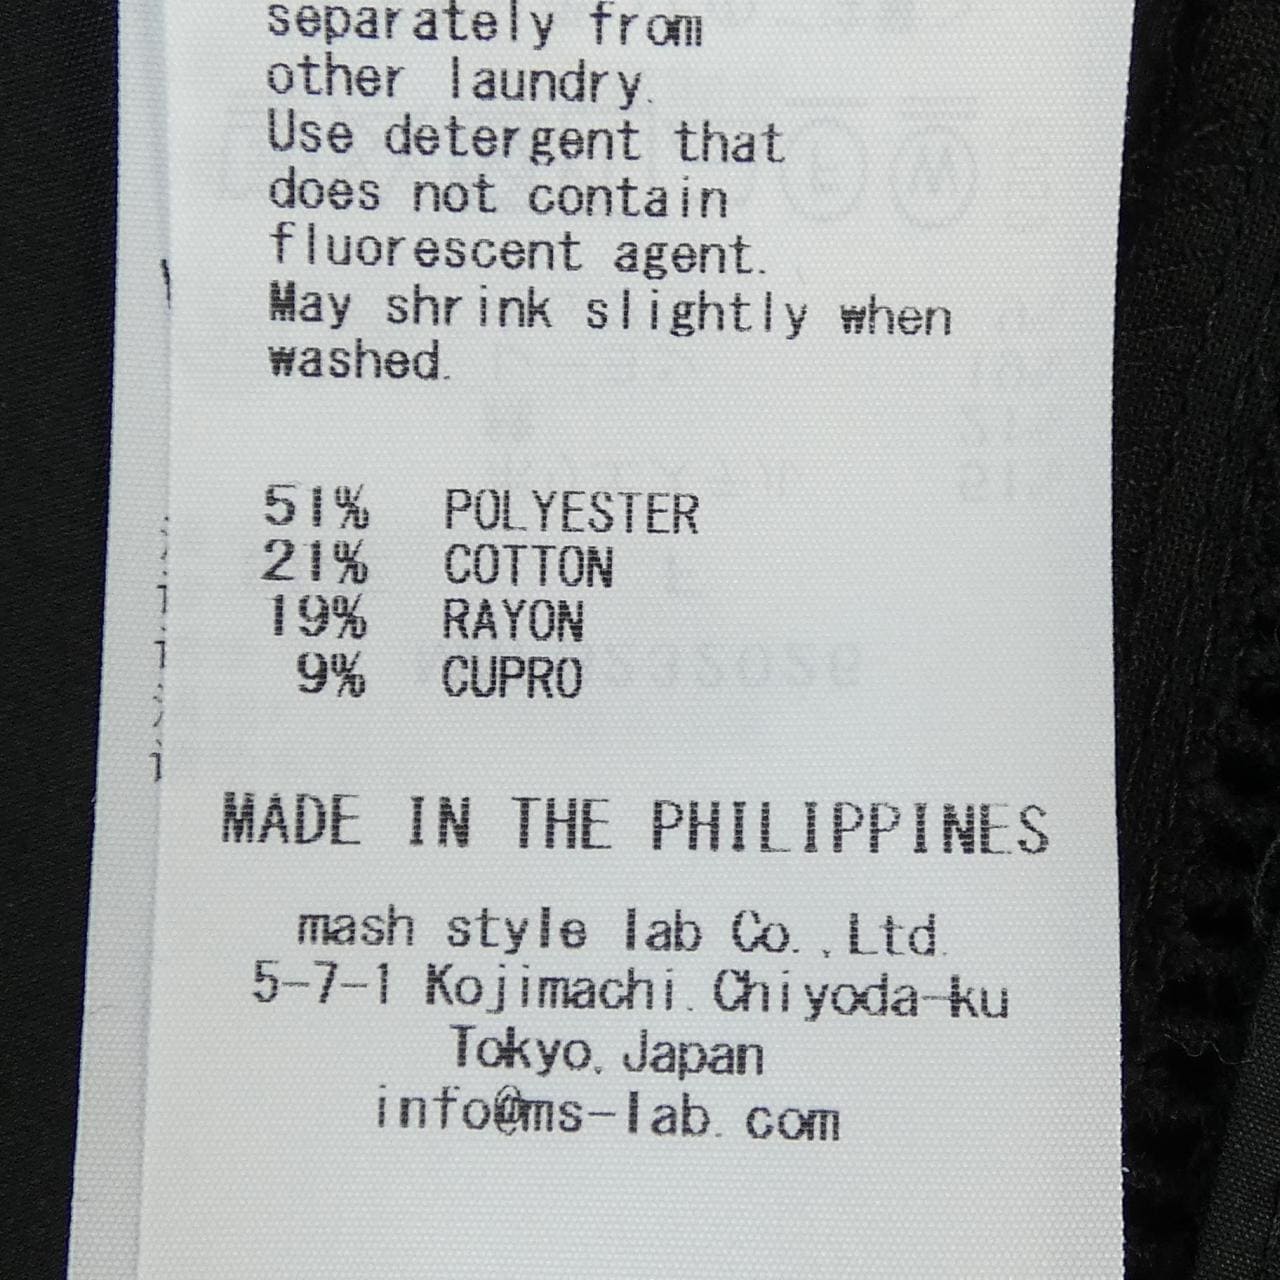 separately from
other laundry.
Use detergent that
does not contain
fluorescent agent.
May shrink slightly when
washed.
51% POLYESTER
21% COTTON
19% RAYON
9% CUPRO
MADE IN THE PHILIPPINES
mash style lab Co.,Ltd.
5-7-1 Kojimachi.Chiyoda-ku
Tokyo.Japan
info@ms-lab.com